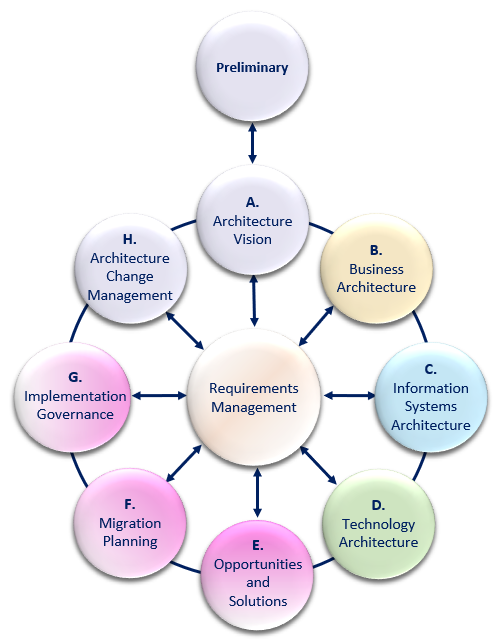 Preliminary
A.
Architecture
Vision
B.
Business
Architecture
C.
Information
Systems
Architecture
D.
Technology
Architecture
E.
Opportunities
and
Solutions
F.
Migration
Planning
G.
Implementation
Governance
H.
Architecture
Change
Management
Requirements
Management